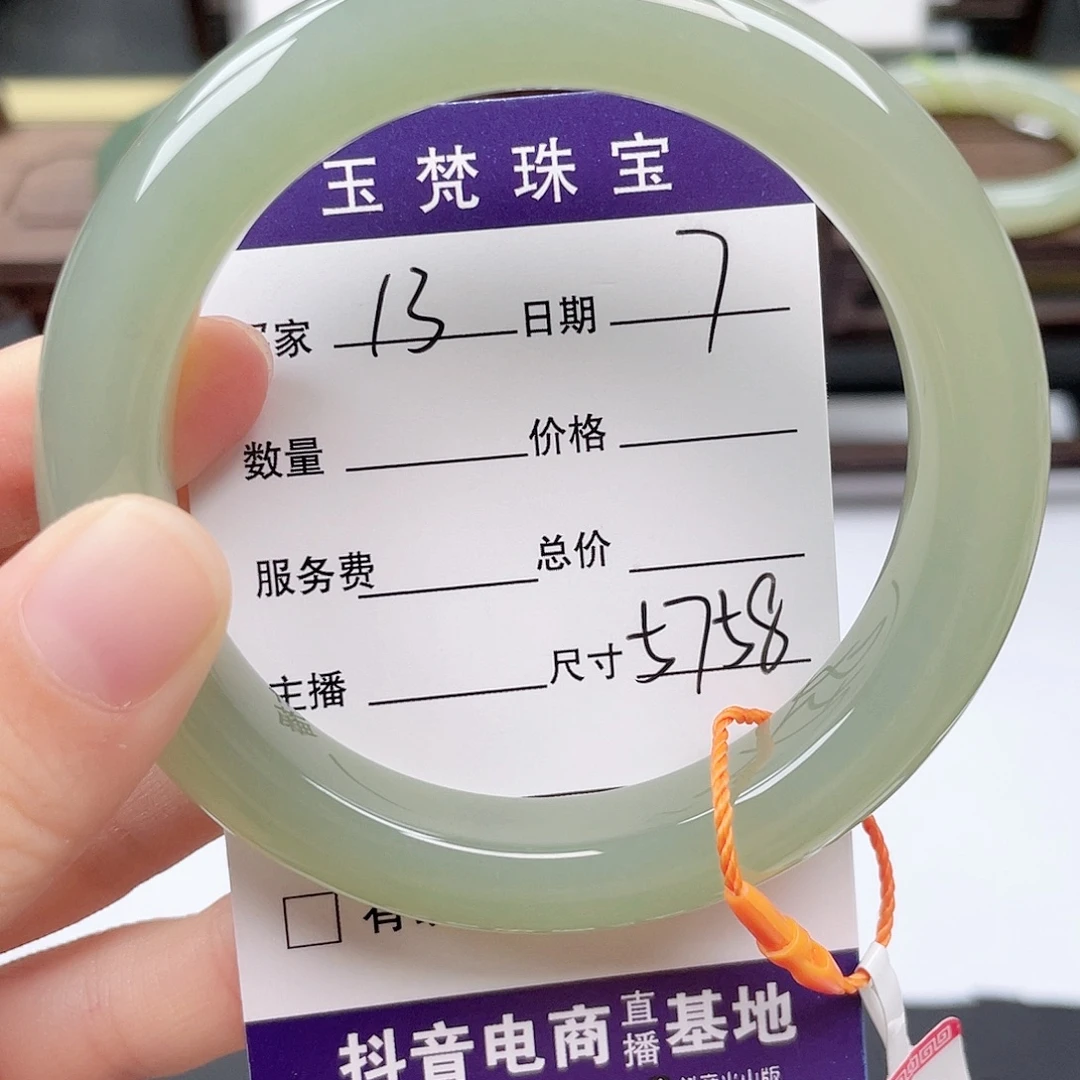 玉梵珠宝
家 13 日期 7
数量 价格
服务费 总价
主播 尺寸 5758
有
抖音电商直播基地